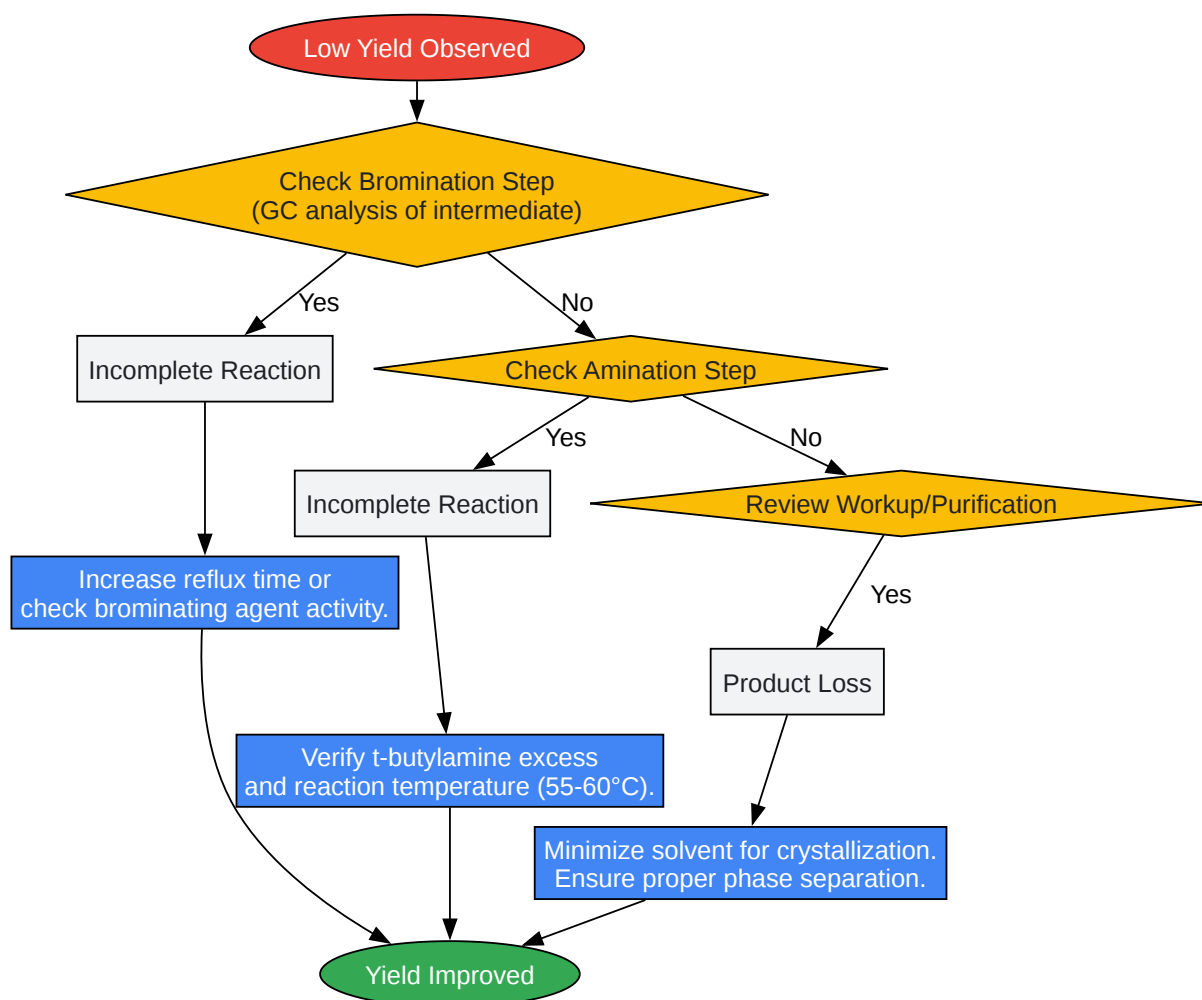 Low Yield Observed
Check Bromination Step
(GC analysis of intermediate)
Yes
No
Incomplete Reaction
Check Amination Step
Yes
No
Incomplete Reaction
Review Workup/Purification
Increase reflux time or
check brominating agent activity.
Yes
Product Loss
Verify t-butylamine excess
and reaction temperature (55-60°C).
Minimize solvent for crystallization.
Ensure proper phase separation.
Yield Improved